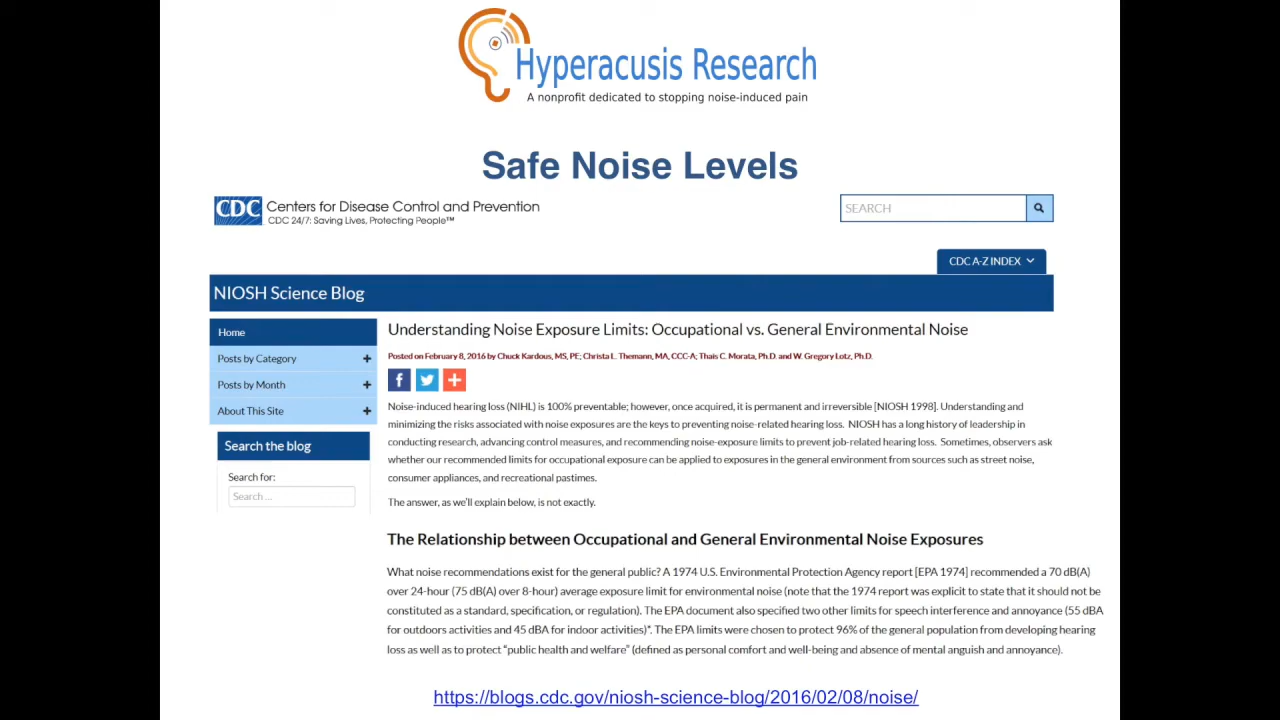 Hyperacusis Research
A nonprofit dedicated to stopping noise-induced pain
Safe Noise Levels
CDC Centers for Disease Control and Prevention
CDC 24/7: Saving Lives, Protecting People™
SEARCH
CDC A-Z INDEX
NIOSH Science Blog
Home
Posts by Category +
Posts by Month +
About This Site +
Search the blog
Search for:
Search ...
Understanding Noise Exposure Limits: Occupational vs. General Environmental Noise
Posted on February 8, 2016 by Chuck Kardous, MS, PE; Christa L. Themann, MA, CCC-A; Thais C. Morata, Ph.D. and W. Gregory Lotz, Ph.D.
Noise-induced hearing loss (NIHL) is 100% preventable; however, once acquired, it is permanent and irreversible [NIOSH 1998]. Understanding and
minimizing the risks associated with noise exposures are the keys to preventing noise-related hearing loss. NIOSH has a long history of leadership in
conducting research, advancing control measures, and recommending noise-exposure limits to prevent job-related hearing loss. Sometimes, observers ask
whether our recommended limits for occupational exposure can be applied to exposures in the general environment from sources such as street noise,
consumer appliances, and recreational pastimes.
The answer, as we'll explain below, is not exactly.
The Relationship between Occupational and General Environmental Noise Exposures
What noise recommendations exist for the general public? A 1974 U.S. Environmental Protection Agency report [EPA 1974] recommended a 70 dB(A)
over 24-hour (75 dB(A) over 8-hour) average exposure limit for environmental noise (note that the 1974 report was explicit to state that it should not be
constituted as a standard, specification, or regulation). The EPA document also specified two other limits for speech interference and annoyance (55 dBA
for outdoors activities and 45 dBA for indoor activities)*. The EPA limits were chosen to protect 96% of the general population from developing hearing
loss as well as to protect "public health and welfare" (defined as personal comfort and well-being and absence of mental anguish and annoyance).
https://blogs.cdc.gov/niosh-science-blog/2016/02/08/noise/